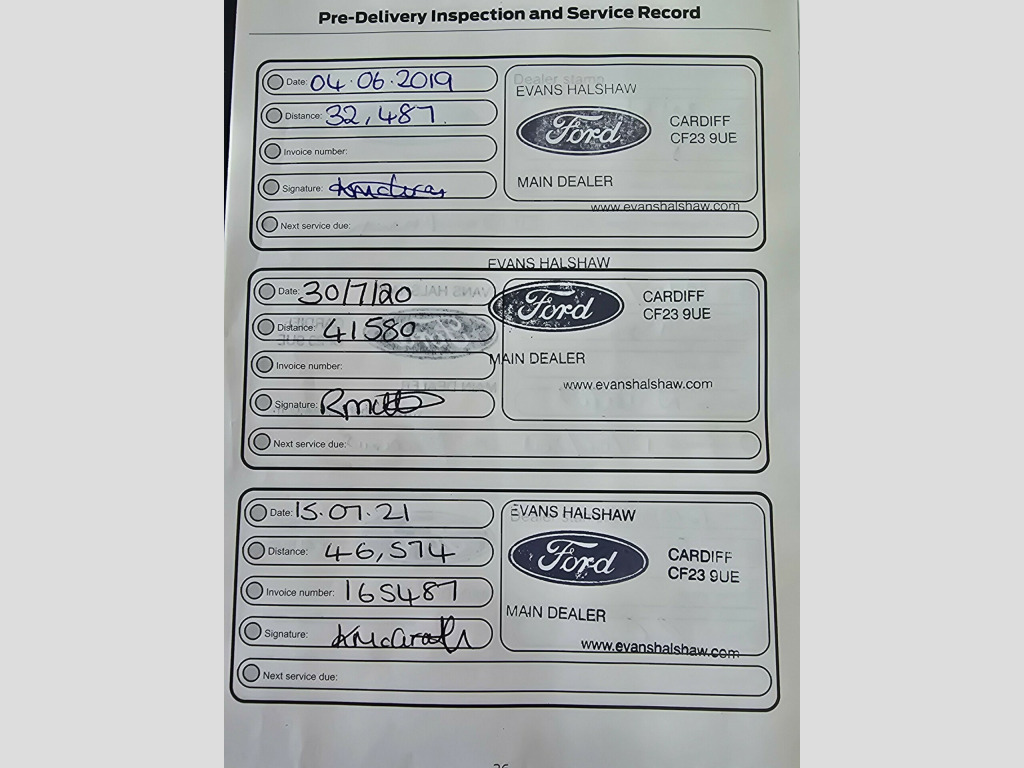 Pre-Delivery Inspection and Service Record
Date: 04.06.2019
Distance: 32,487.
Invoice number:
Signature:
Next service due:
Dealer stamp
EVANS HALSHAW
Ford
CARDIFF
CF23 9UE
MAIN DEALER
www.evanshalshaw.com
Date: 30/7/20
Distance: 41580
Invoice number:
Signature:
Next service due:
EVANS HALSHAW
Ford
CARDIFF
CF23 9UE
MAIN DEALER
www.evanshalshaw.com
Date: 15.07.21
Distance: 46,574
Invoice number: 165487
Signature: KMcGrath
Next service due:
EVANS HALSHAW
Ford
CARDIFF
CF23 9UE
MAIN DEALER
www.evanshalshaw.com